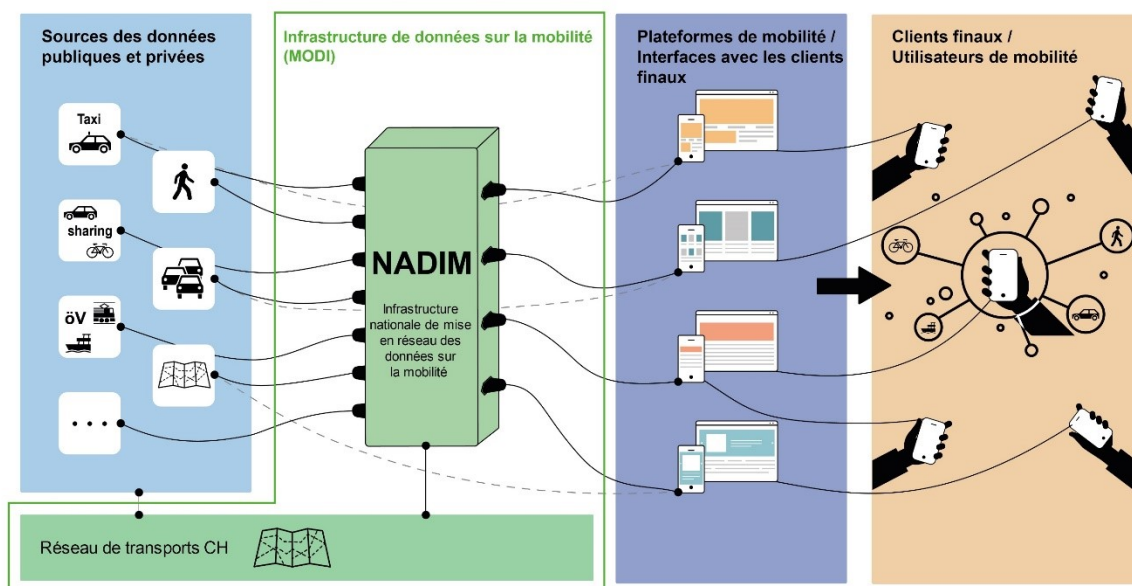 Sources des données
publiques et privées
Infrastructure de données sur la mobilité
(MODI)
Plateformes de mobilité /
Interfaces avec les clients
finaux
Clients finaux /
Utilisateurs de mobilité
Taxi
sharing
öV
NADIM
Infrastructure
nationale de mise
en réseau des
données sur
la mobilité
Réseau de transports CH